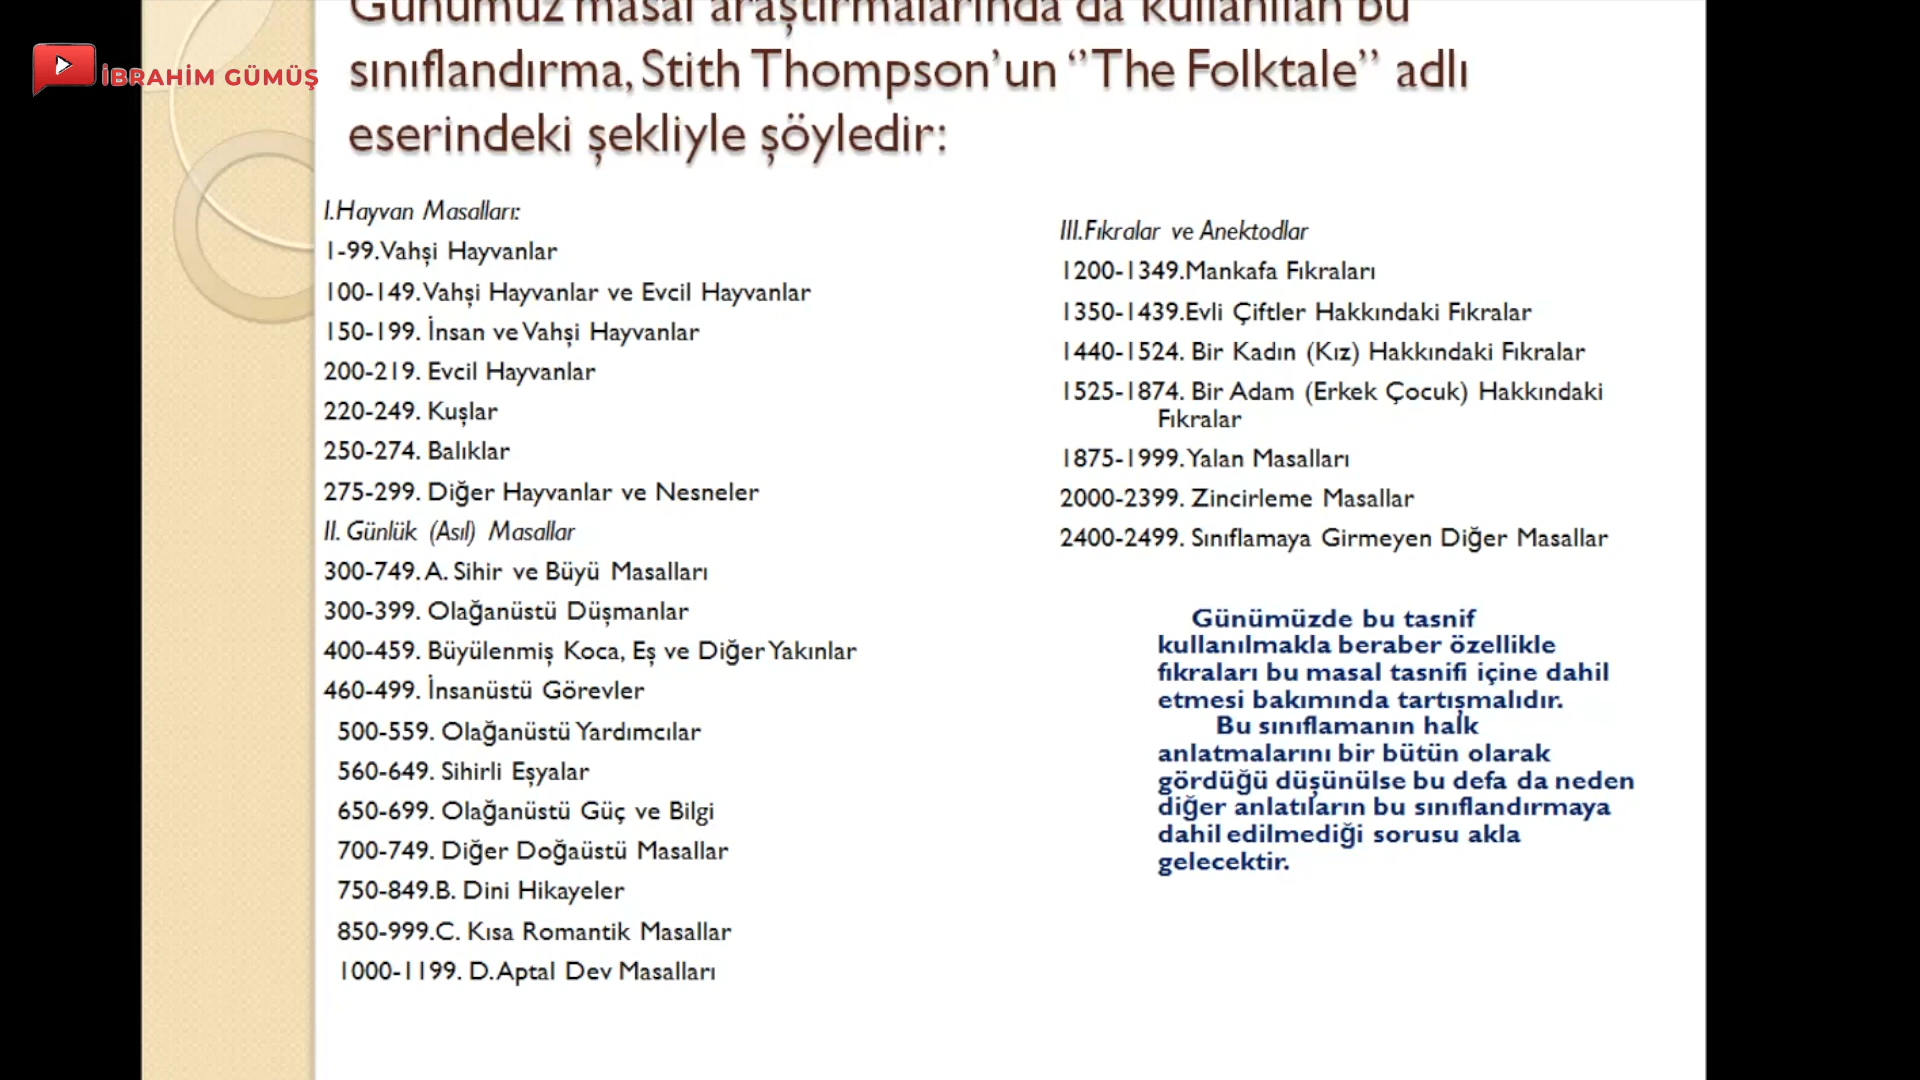 İBRAHİM GÜMÜŞ
Günümüz masal araştırmalarında da kullanılan bu
sınıflandırma, Stith Thompson’un ‘’The Folktale’’ adlı
eserindeki şekliyle şöyledir:
I.Hayvan Masalları:
1-99.Vahşi Hayvanlar
100-149.Vahşi Hayvanlar ve Evcil Hayvanlar
150-199. İnsan ve Vahşi Hayvanlar
200-219. Evcil Hayvanlar
220-249. Kuşlar
250-274. Balıklar
275-299. Diğer Hayvanlar ve Nesneler
II. Günlük (Asıl) Masallar
300-749. A. Sihir ve Büyü Masalları
300-399. Olağanüstü Düşmanlar
400-459. Büyülenmiş Koca, Eş ve Diğer Yakınlar
460-499. İnsanüstü Görevler
500-559. Olağanüstü Yardımcılar
560-649. Sihirli Eşyalar
650-699. Olağanüstü Güç ve Bilgi
700-749. Diğer Doğaüstü Masallar
750-849.B. Dini Hikayeler
850-999.C. Kısa Romantik Masallar
1000-1199. D. Aptal Dev Masalları
III.Fıkralar ve Anektodlar
1200-1349.Mankafa Fıkraları
1350-1439.Evli Çiftler Hakkındaki Fıkralar
1440-1524. Bir Kadın (Kız) Hakkındaki Fıkralar
1525-1874. Bir Adam (Erkek Çocuk) Hakkındaki
Fıkralar
1875-1999.Yalan Masalları
2000-2399. Zincirleme Masallar
2400-2499. Sınıflamaya Girmeyen Diğer Masallar
Günümüzde bu tasnif
kullanılmakla beraber özellikle
fıkraları bu masal tasnifi içine dahil
etmesi bakımında tartışmalıdır.
Bu sınıflamanın halk
anlatmalarını bir bütün olarak
gördüğü düşünülse bu defa da neden
diğer anlatıların bu sınıflandırmaya
dahil edilmediği sorusu akla
gelecektir.